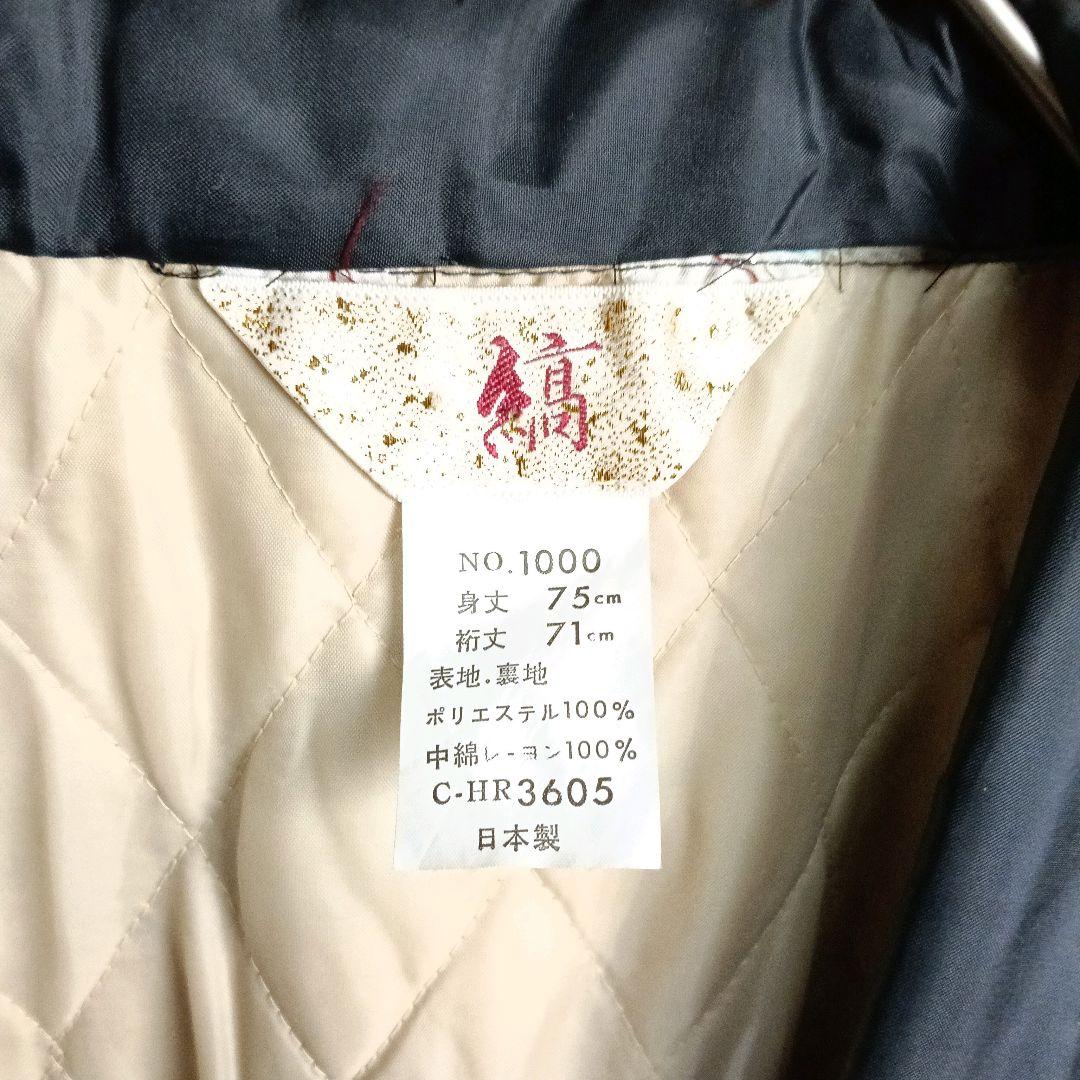 縞
NO.1000
身丈 75cm
裄丈 71cm
表地・裏地
ポリエステル100%
中綿レーヨン100%
C-HR3605
日本製